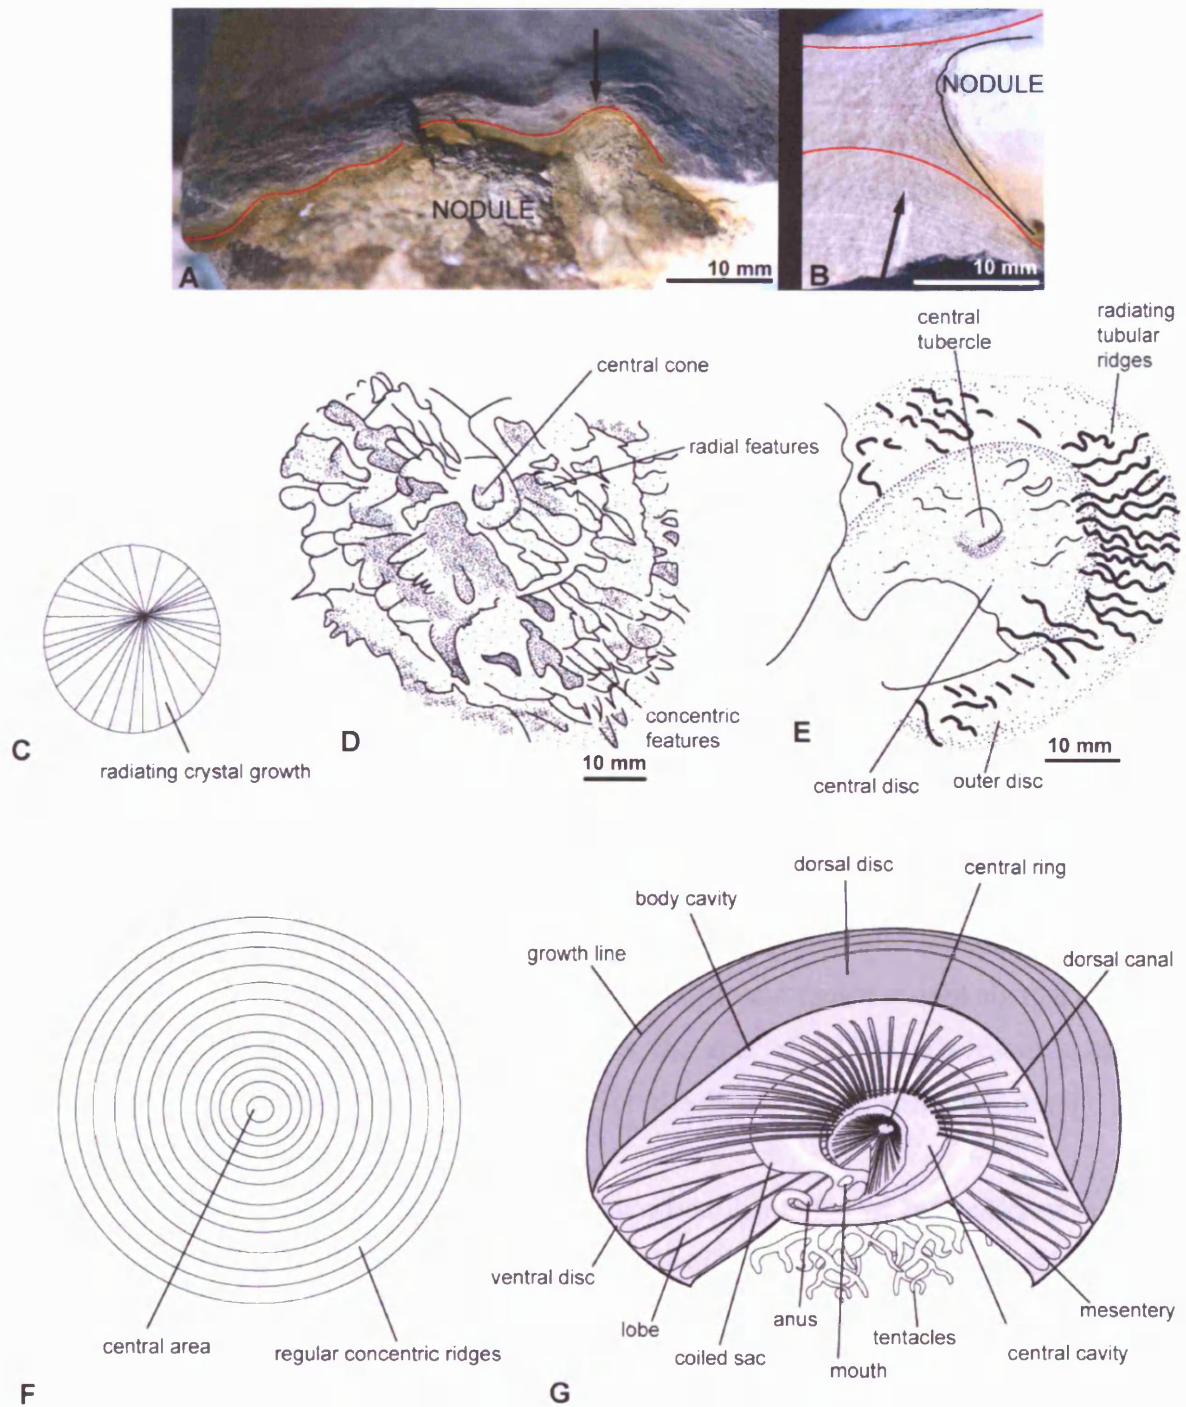 NODULE
A
10 mm
NODULE
B
10 mm
central cone
radial features
concentric
features
D
10 mm
central
tubercle
radiating
tubular
ridges
E
10 mm
central disc
outer disc
C
radiating crystal growth
central area
regular concentric ridges
F
dorsal disc
central ring
body cavity
growth line
dorsal canal
ventral disc
lobe
coiled sac
anus
mouth
tentacles
central cavity
mesentery
G